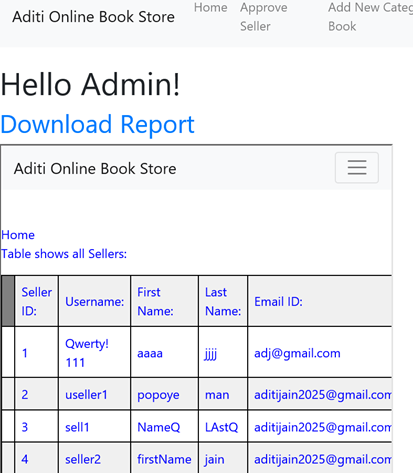 Aditi Online Book Store
Home
Approve
Seller
Add New Categ
Book
Hello Admin!
Download Report
Aditi Online Book Store
Home
Table shows all Sellers:
Seller ID: Username: First Name: Last Name: Email ID:
1 Qwerty! 111 aaaa jjjj adj@gmail.com
2 useller1 popoye man aditijain2025@gmail.com
3 sell1 NameQ LAstQ aditijain2025@gmail.com
4 seller2 firstName jain aditijain2025@gmail.com